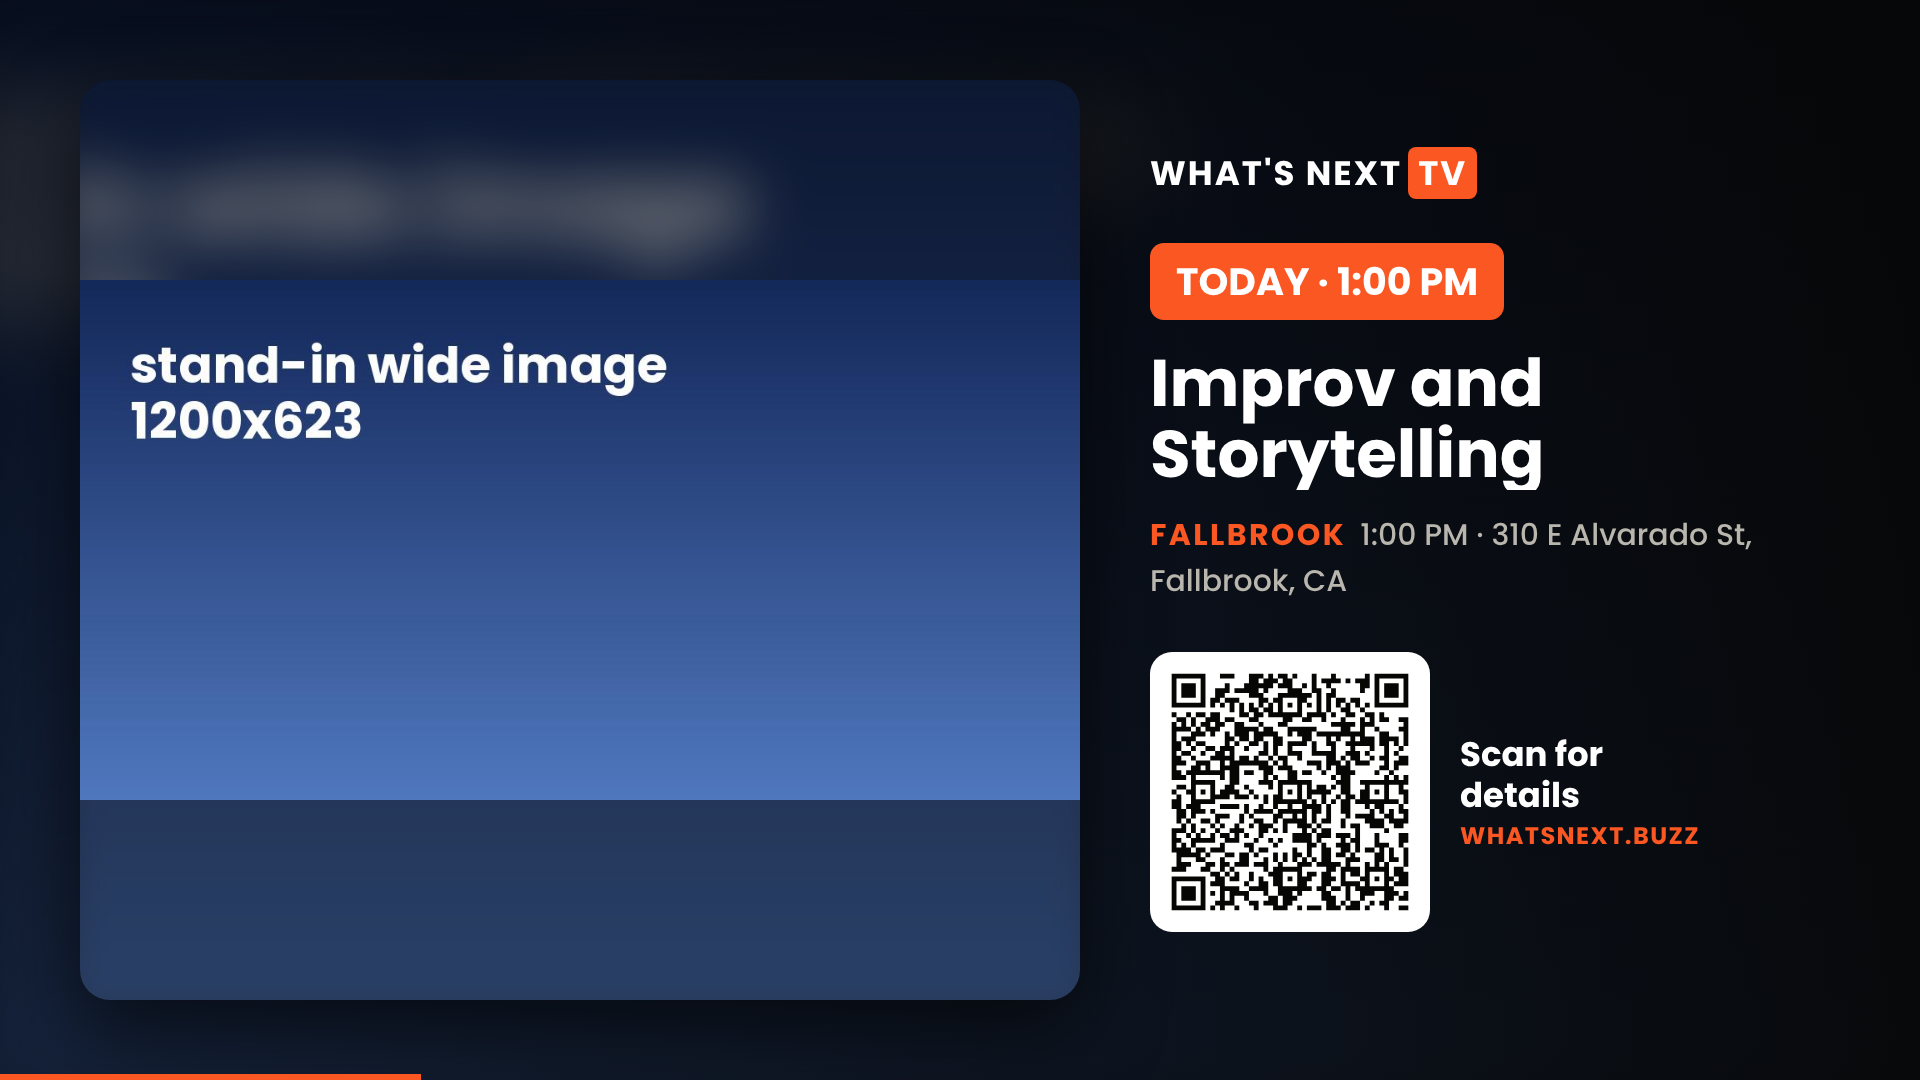 stand-in wide image
1200x623
WHAT'S NEXT TV
TODAY · 1:00 PM
Improv and
Storytelling
FALLBROOK 1:00 PM · 310 E Alvarado St,
Fallbrook, CA
Scan for
details
WHATSNEXT.BUZZ